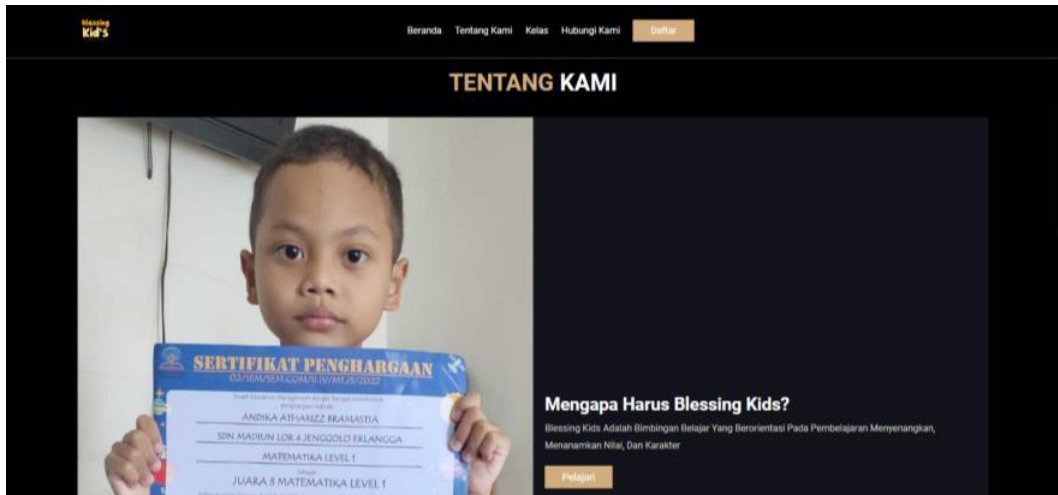 Blessing
Kid's
Beranda Tentang Kami Kelas Hubungi Kami Daftar
TENTANG KAMI
SERTIFIKAT PENGHARGAAN
ANDIKA ATHARIZZ BRAMASTIA
SDN MADIUN LOR 4 JENGGOLO ERLANGGA
MATEMATIKA LEVEL 1
Sebagai
JUARA 3 MATEMATIKA LEVEL 1
Mengapa Harus Blessing Kids?
Blessing Kids Adalah Bimbingan Belajar Yang Berorientasi Pada Pembelajaran Menyenangkan,
Menanamkan Nilai, Dan Karakter
Pelajari